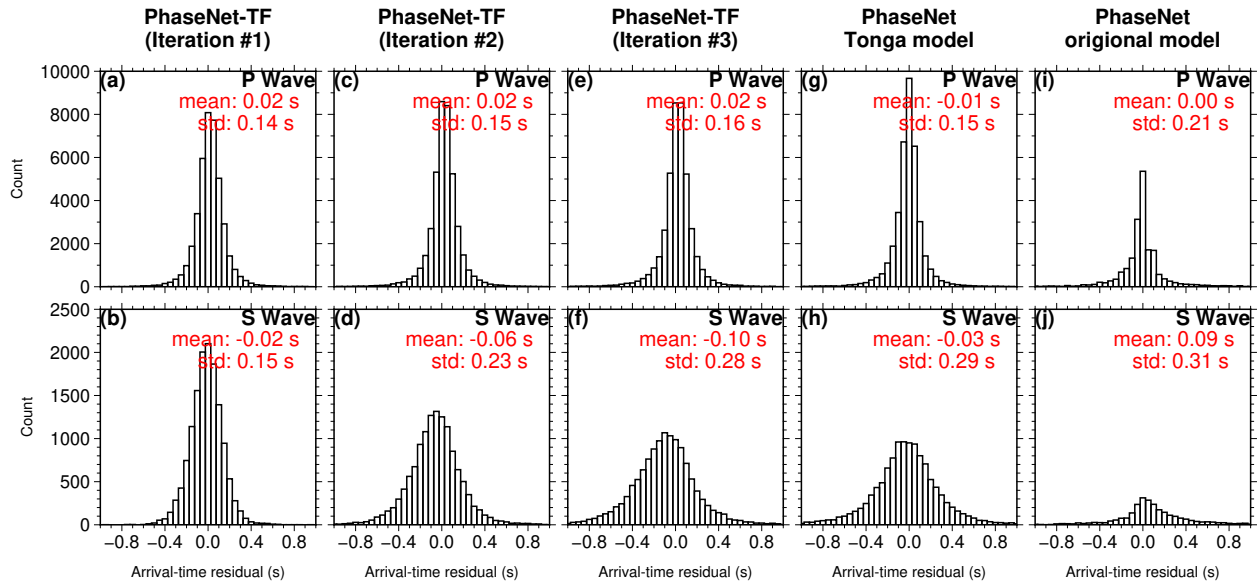 PhaseNet-TF
(Iteration #1)
PhaseNet-TF
(Iteration #2)
PhaseNet-TF
(Iteration #3)
PhaseNet
Tonga model
PhaseNet
origional model
Count
10000
8000
6000
4000
2000
0
(a) P Wave
mean: 0.02 s
std: 0.14 s
(c) P Wave
mean: 0.02 s
std: 0.15 s
(e) P Wave
mean: 0.02 s
std: 0.16 s
(g) P Wave
mean: -0.01 s
std: 0.15 s
(i) P Wave
mean: 0.00 s
std: 0.21 s
Count
2500
2000
1500
1000
500
0
(b) S Wave
mean: -0.02 s
std: 0.15 s
(d) S Wave
mean: -0.06 s
std: 0.23 s
(f) S Wave
mean: -0.10 s
std: 0.28 s
(h) S Wave
mean: -0.03 s
std: 0.29 s
(j) S Wave
mean: 0.09 s
std: 0.31 s
−0.8 −0.4 0.0 0.4 0.8
−0.8 −0.4 0.0 0.4 0.8
−0.8 −0.4 0.0 0.4 0.8
−0.8 −0.4 0.0 0.4 0.8
−0.8 −0.4 0.0 0.4 0.8
Arrival-time residual (s)
Arrival-time residual (s)
Arrival-time residual (s)
Arrival-time residual (s)
Arrival-time residual (s)